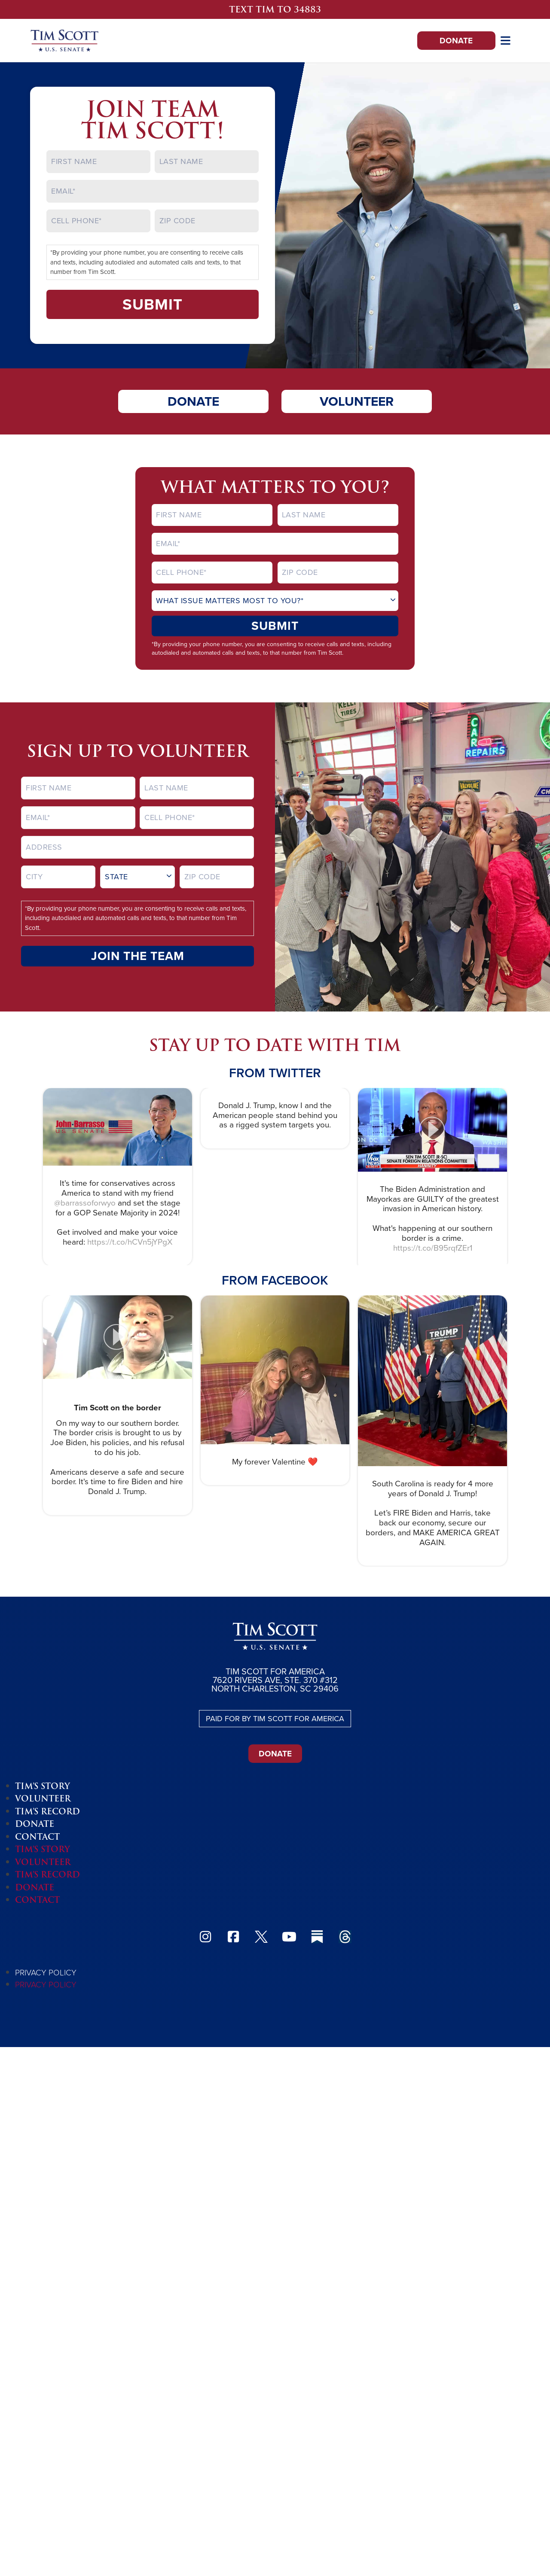 TEXT TIM TO 34883
TIM SCOTT
U.S. SENATE
DONATE
JOIN TEAM
TIM SCOTT!
FIRST NAME
LAST NAME
EMAIL*
CELL PHONE*
ZIP CODE
*By providing your phone number, you are consenting to receive calls
and texts, including autodialed and automated calls and texts, to that
number from Tim Scott.
SUBMIT
DONATE
VOLUNTEER
WHAT MATTERS TO YOU?
FIRST NAME
LAST NAME
EMAIL*
CELL PHONE*
ZIP CODE
WHAT ISSUE MATTERS MOST TO YOU?*
SUBMIT
*By providing your phone number, you are consenting to receive calls and texts, including
autodialed and automated calls and texts, to that number from Tim Scott.
SIGN UP TO VOLUNTEER
FIRST NAME
LAST NAME
EMAIL*
CELL PHONE*
ADDRESS
CITY
STATE
ZIP CODE
*By providing your phone number, you are consenting to receive calls and texts,
including autodialed and automated calls and texts, to that number from Tim
Scott.
JOIN THE TEAM
KELLY
TIRES
CAR
REPAIRS
STAY UP TO DATE WITH TIM
FROM TWITTER
John Barrasso
U.S. SENATE
It's time for conservatives across
America to stand with my friend
@barrassoforwyo and set the stage
for a GOP Senate Majority in 2024!
Get involved and make your voice
heard: https://t.co/hCVn5jYPgX
Donald J. Trump, know I and the
American people stand behind you
as a rigged system targets you.
SEN TIM SCOTT (R-SC)
SENATE FOREIGN RELATIONS COMMITTEE
The Biden Administration and
Mayorkas are GUILTY of the greatest
invasion in American history.
What's happening at our southern
border is a crime.
https://t.co/B95rqfZEr1
FROM FACEBOOK
Tim Scott on the border
On my way to our southern border.
The border crisis is brought to us by
Joe Biden, his policies, and his refusal
to do his job.
Americans deserve a safe and secure
border. It's time to fire Biden and hire
Donald J. Trump.
My forever Valentine ❤️
TRUMP
South Carolina is ready for 4 more
years of Donald J. Trump!
Let's FIRE Biden and Harris, take
back our economy, secure our
borders, and MAKE AMERICA GREAT
AGAIN.
TIM SCOTT
U.S. SENATE
TIM SCOTT FOR AMERICA
7620 RIVERS AVE, STE. 370 #312
NORTH CHARLESTON, SC 29406
PAID FOR BY TIM SCOTT FOR AMERICA
DONATE
TIM'S STORY
VOLUNTEER
TIM'S RECORD
DONATE
CONTACT
TIM'S STORY
VOLUNTEER
TIM'S RECORD
DONATE
CONTACT
PRIVACY POLICY
PRIVACY POLICY